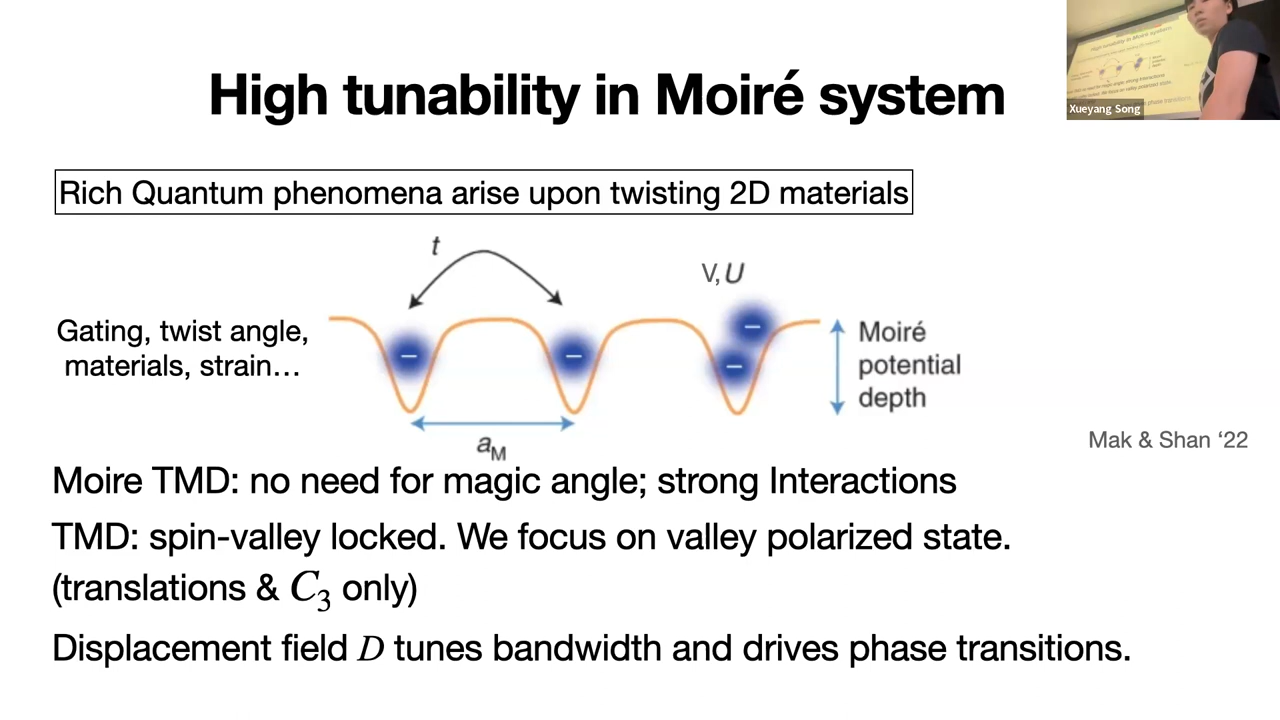 High tunability in Moiré system
Xueyang Song
Rich Quantum phenomena arise upon twisting 2D materials
t
V, U
Gating, twist angle,
materials, strain…
− − − −
Moiré
potential
depth
a_M
Mak & Shan ‘22
Moire TMD: no need for magic angle; strong Interactions
TMD: spin-valley locked. We focus on valley polarized state.
(translations & C_3 only)
Displacement field D tunes bandwidth and drives phase transitions.